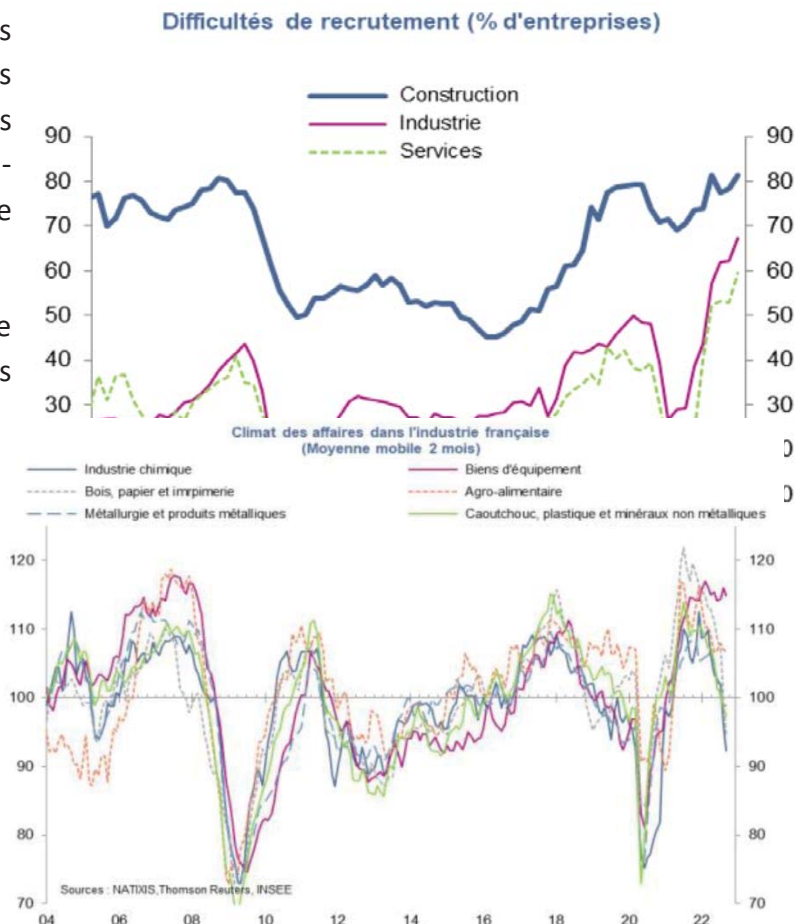 s
s
s
-
e
e
s
Difficultés de recrutement (% d'entreprises)
Construction
Industrie
Services
90 90
80 80
70 70
60 60
50 50
40 40
30 30
0
0
Climat des affaires dans l'industrie française
(Moyenne mobile 2 mois)
Industrie chimique Biens d'équipement
Bois, papier et imrpimerie Agro-alimentaire
Métallurgie et produits métalliques Caoutchouc, plastique et minéraux non métalliques
120 120
110 110
100 100
90 90
80 80
70 70
Sources : NATIXIS,Thomson Reuters, INSEE
04 06 08 10 12 14 16 18 20 22